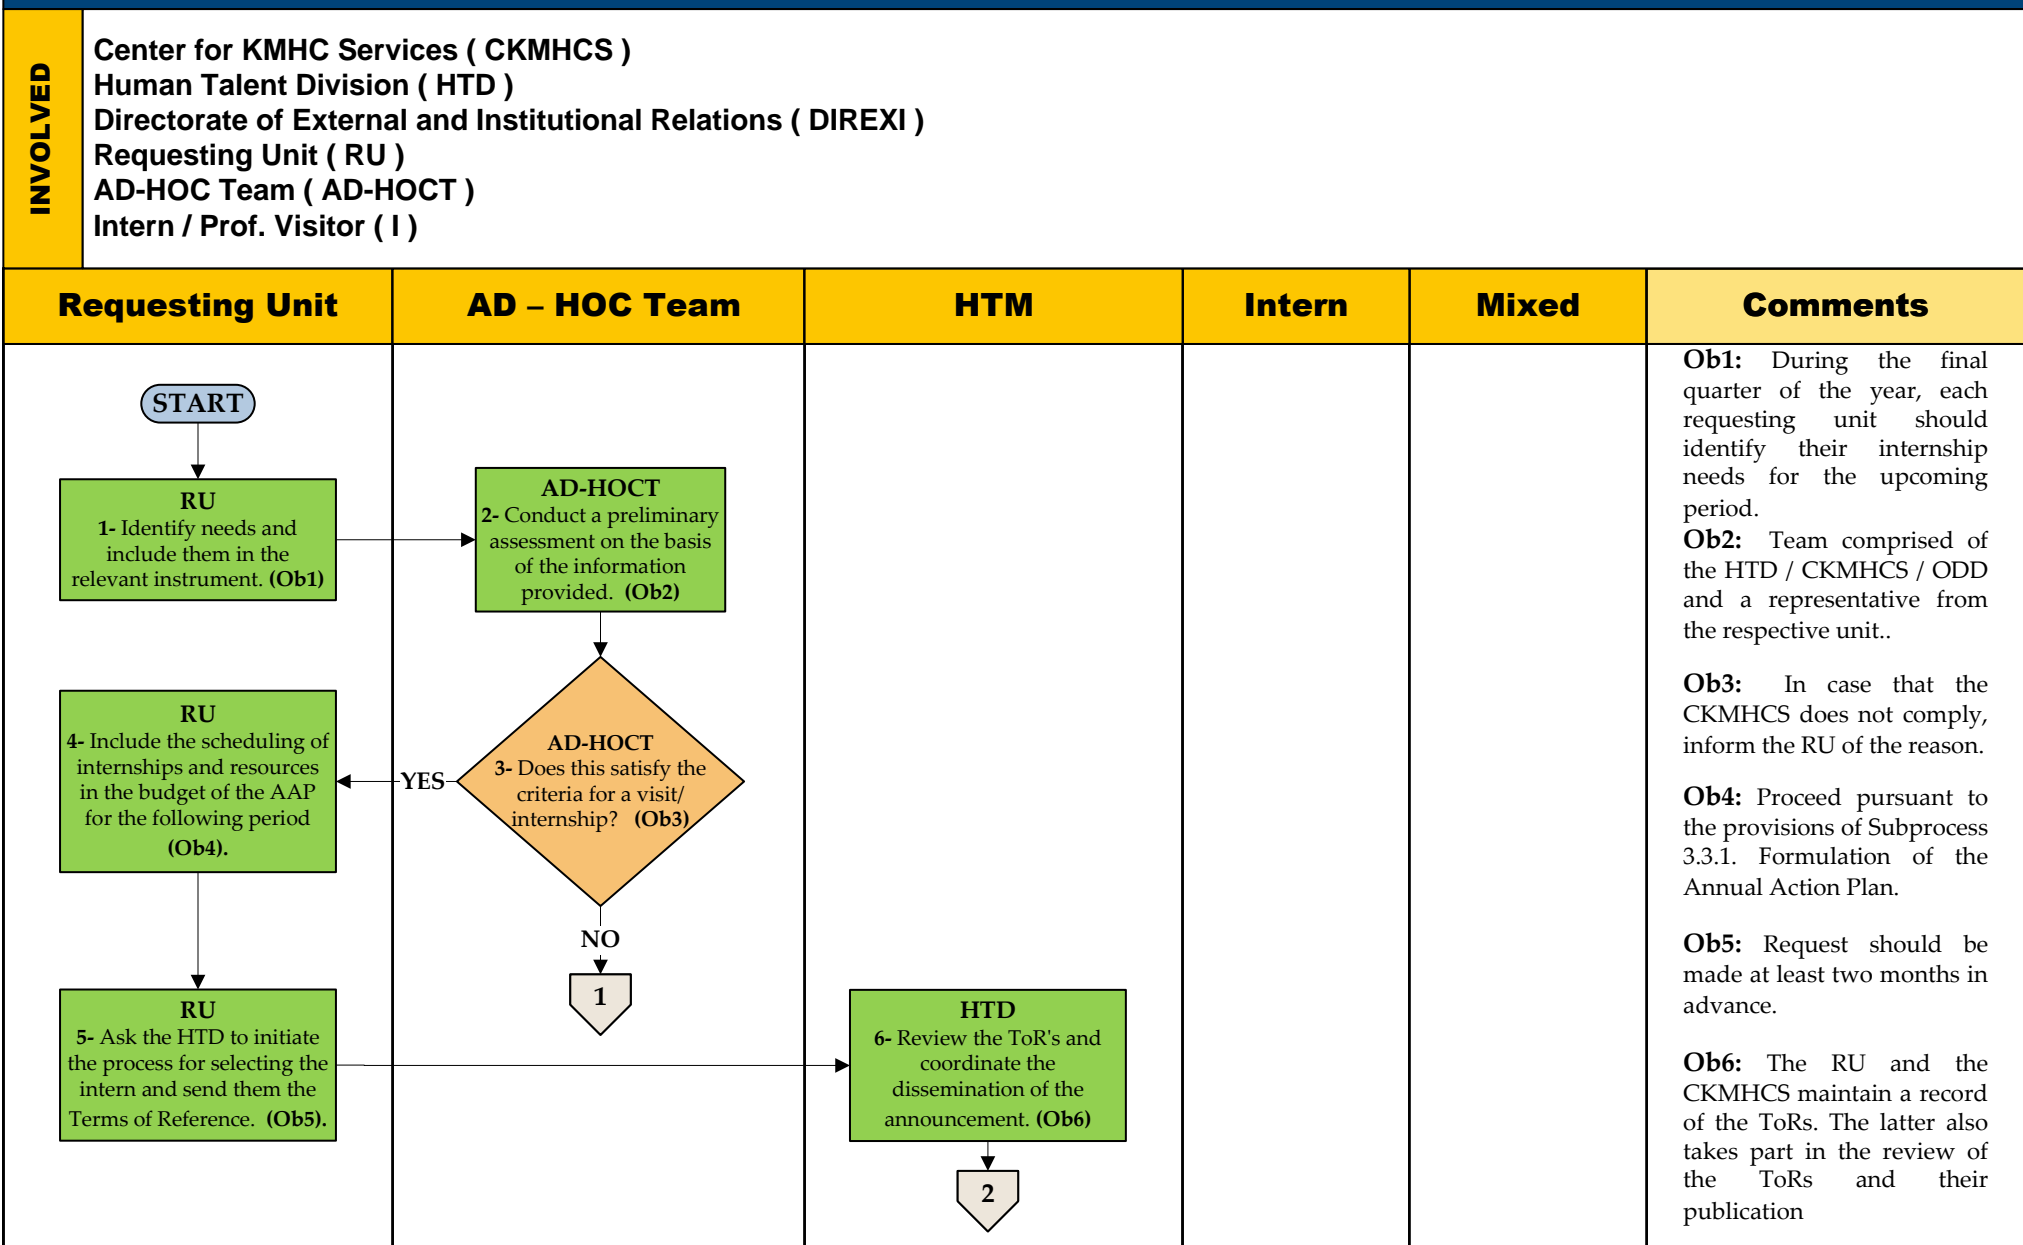 INVOLVED
Center for KMHC Services ( CKMHCS )
Human Talent Division ( HTD )
Directorate of External and Institutional Relations ( DIREXI )
Requesting Unit ( RU )
AD-HOC Team ( AD-HOCT )
Intern / Prof. Visitor ( I )
Requesting Unit
AD – HOC Team
HTM
Intern
Mixed
Comments
START
RU
1- Identify needs and
include them in the
relevant instrument. (Ob1)
AD-HOCT
2- Conduct a preliminary
assessment on the basis
of the information
provided. (Ob2)
AD-HOCT
3- Does this satisfy the
criteria for a visit/
internship? (Ob3)
YES
NO
1
RU
4- Include the scheduling of
internships and resources
in the budget of the AAP
for the following period
(Ob4).
RU
5- Ask the HTD to initiate
the process for selecting the
intern and send them the
Terms of Reference. (Ob5).
HTD
6- Review the ToR's and
coordinate the
dissemination of the
announcement. (Ob6)
2
Ob1: During the final
quarter of the year, each
requesting unit should
identify their internship
needs for the upcoming
period.
Ob2: Team comprised of
the HTD / CKMHCS / ODD
and a representative from
the respective unit..
Ob3: In case that the
CKMHCS does not comply,
inform the RU of the reason.
Ob4: Proceed pursuant to
the provisions of Subprocess
3.3.1. Formulation of the
Annual Action Plan.
Ob5: Request should be
made at least two months in
advance.
Ob6: The RU and the
CKMHCS maintain a record
of the ToRs. The latter also
takes part in the review of
the ToRs and their
publication